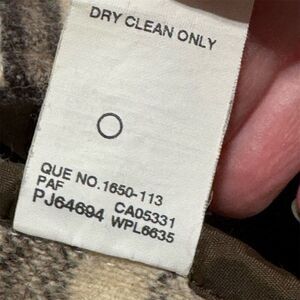 DRY CLEAN ONLY
QUE NO. 1650-113
PAF CA05331
PJ64694 WPL6635